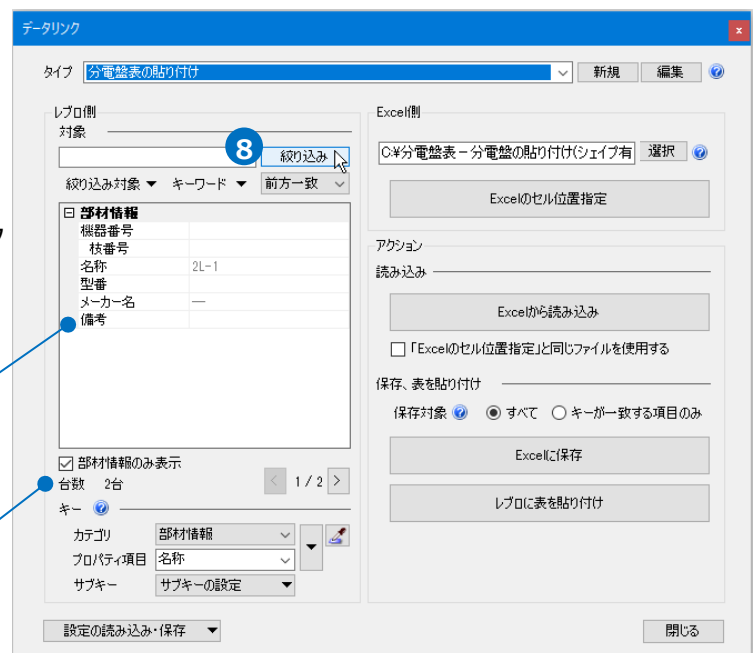 データリンク
タイプ 分電盤表の貼り付け 新規 編集
レブロ側
対象
8
絞り込み
絞り込み対象 ▼ キーワード ▼ 前方一致
部材情報
機器番号
枝番号
名称 2L-1
型番
メーカー名 ―
備考
部材情報のみ表示
台数 2台 < 1 / 2 >
キー
カテゴリ 部材情報
プロパティ項目 名称
サブキー サブキーの設定 ▼
設定の読み込み・保存 ▼
Excel側
C:¥分電盤表－分電盤の貼り付け(シェイプ有 選択
Excelのセル位置指定
アクション
読み込み
Excelから読み込み
「Excelのセル位置指定」と同じファイルを使用する
保存、表を貼り付け
保存対象 すべて キーが一致する項目のみ
Excelに保存
レブロに表を貼り付け
閉じる